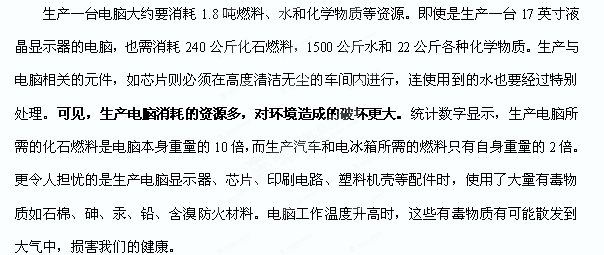 生产一台电脑大约要消耗 1.8 吨燃料、水和化学物质等资源。即使是生产一台 17 英寸液
晶显示器的电脑，也需消耗 240 公斤化石燃料，1500 公斤水和 22 公斤各种化学物质。生产与
电脑相关的元件，如芯片则必须在高度清洁无尘的车间内进行，连使用到的水也要经过特别
处理。可见，生产电脑消耗的资源多，对环境造成的破坏更大。统计数字显示，生产电脑所
需的化石燃料是电脑本身重量的 10 倍，而生产汽车和电冰箱所需的燃料只有自身重量的 2 倍。
更令人担忧的是生产电脑显示器、芯片、印刷电路、塑料机壳等配件时，使用了大量有毒物
质如石棉、砷、汞、铅、含溴防火材料。电脑工作温度升高时，这些有毒物质有可能散发到
大气中，损害我们的健康。